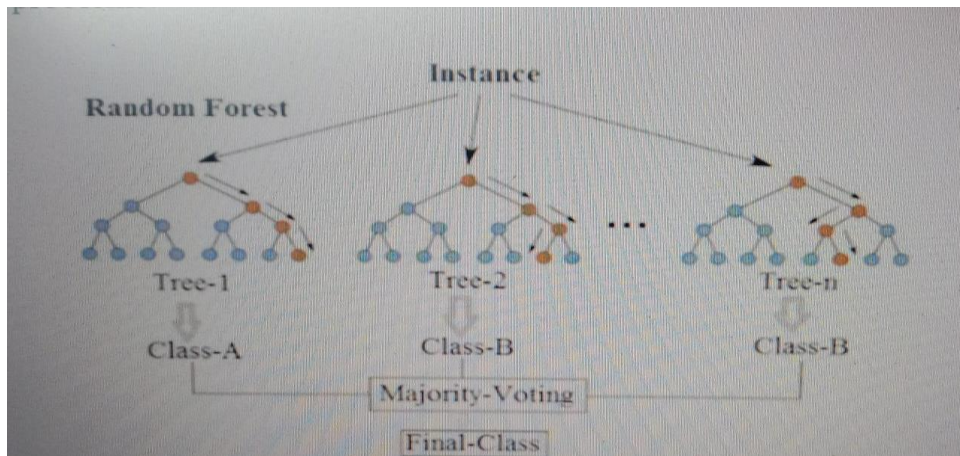 Instance
Random Forest
...
Tree-1 Tree-2 Tree-n
Class-A Class-B Class-B
Majority-Voting
Final-Class